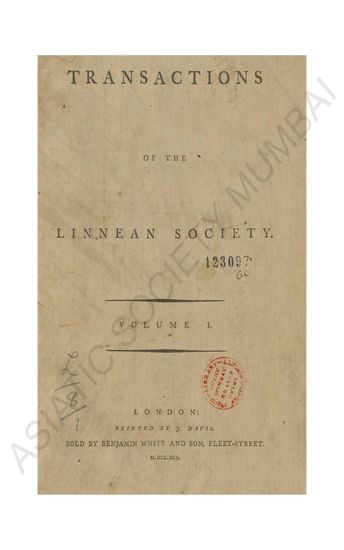 TRANSACTIONS
OF THE
LINNEAN SOCIETY.
123097
VOLUME I.
LONDON:
PRINTED BY J. DAVIS.
SOLD BY BENJAMIN WHITE AND SON, FLEET-STREET.
M.DCC.XCI.
ASIATIC SOCIETY MUMBAI